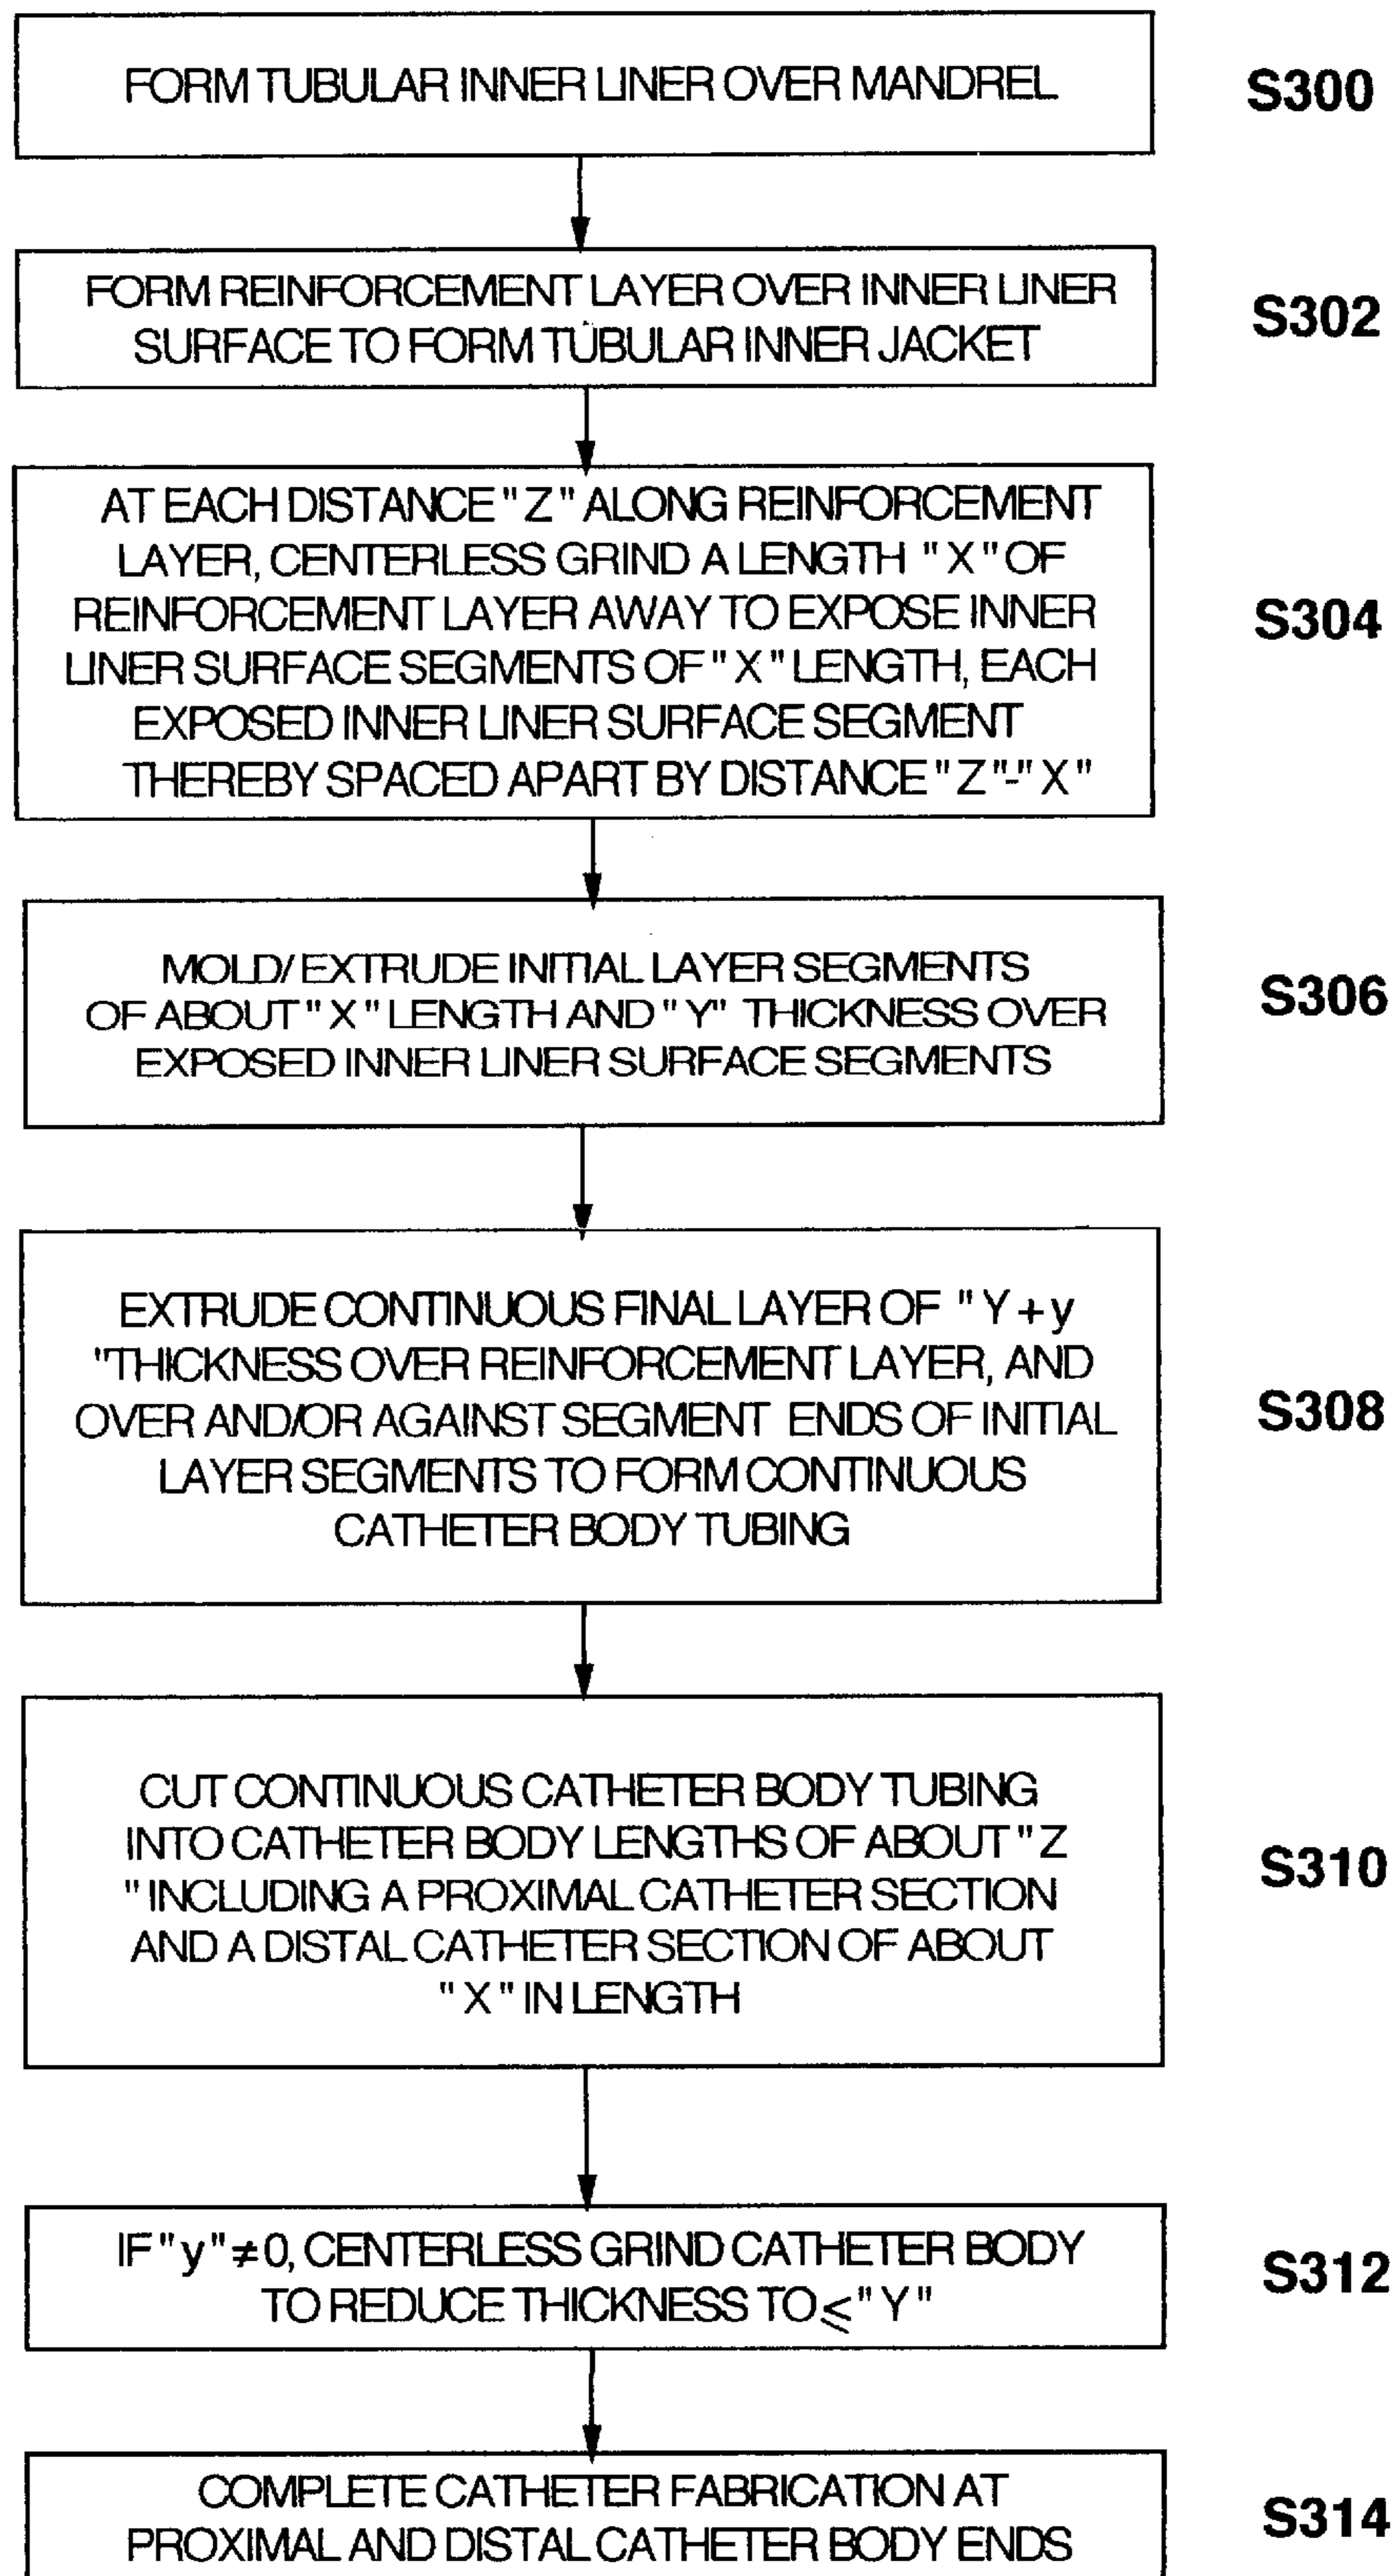 FORM TUBULAR INNER LINER OVER MANDREL
S300
FORM REINFORCEMENT LAYER OVER INNER LINER
SURFACE TO FORM TUBULAR INNER JACKET
S302
AT EACH DISTANCE "Z" ALONG REINFORCEMENT
LAYER, CENTERLESS GRIND A LENGTH "X" OF
REINFORCEMENT LAYER AWAY TO EXPOSE INNER
LINER SURFACE SEGMENTS OF "X" LENGTH, EACH
EXPOSED INNER LINER SURFACE SEGMENT
THEREBY SPACED APART BY DISTANCE "Z"-"X"
S304
MOLD/EXTRUDE INITIAL LAYER SEGMENTS
OF ABOUT "X" LENGTH AND "Y" THICKNESS OVER
EXPOSED INNER LINER SURFACE SEGMENTS
S306
EXTRUDE CONTINUOUS FINAL LAYER OF "Y+y
"THICKNESS OVER REINFORCEMENT LAYER, AND
OVER AND/OR AGAINST SEGMENT ENDS OF INITIAL
LAYER SEGMENTS TO FORM CONTINUOUS
CATHETER BODY TUBING
S308
CUT CONTINUOUS CATHETER BODY TUBING
INTO CATHETER BODY LENGTHS OF ABOUT "Z
" INCLUDING A PROXIMAL CATHETER SECTION
AND A DISTAL CATHETER SECTION OF ABOUT
"X" IN LENGTH
S310
IF "y"≠0, CENTERLESS GRIND CATHETER BODY
TO REDUCE THICKNESS TO ⩽"Y"
S312
COMPLETE CATHETER FABRICATION AT
PROXIMAL AND DISTAL CATHETER BODY ENDS
S314